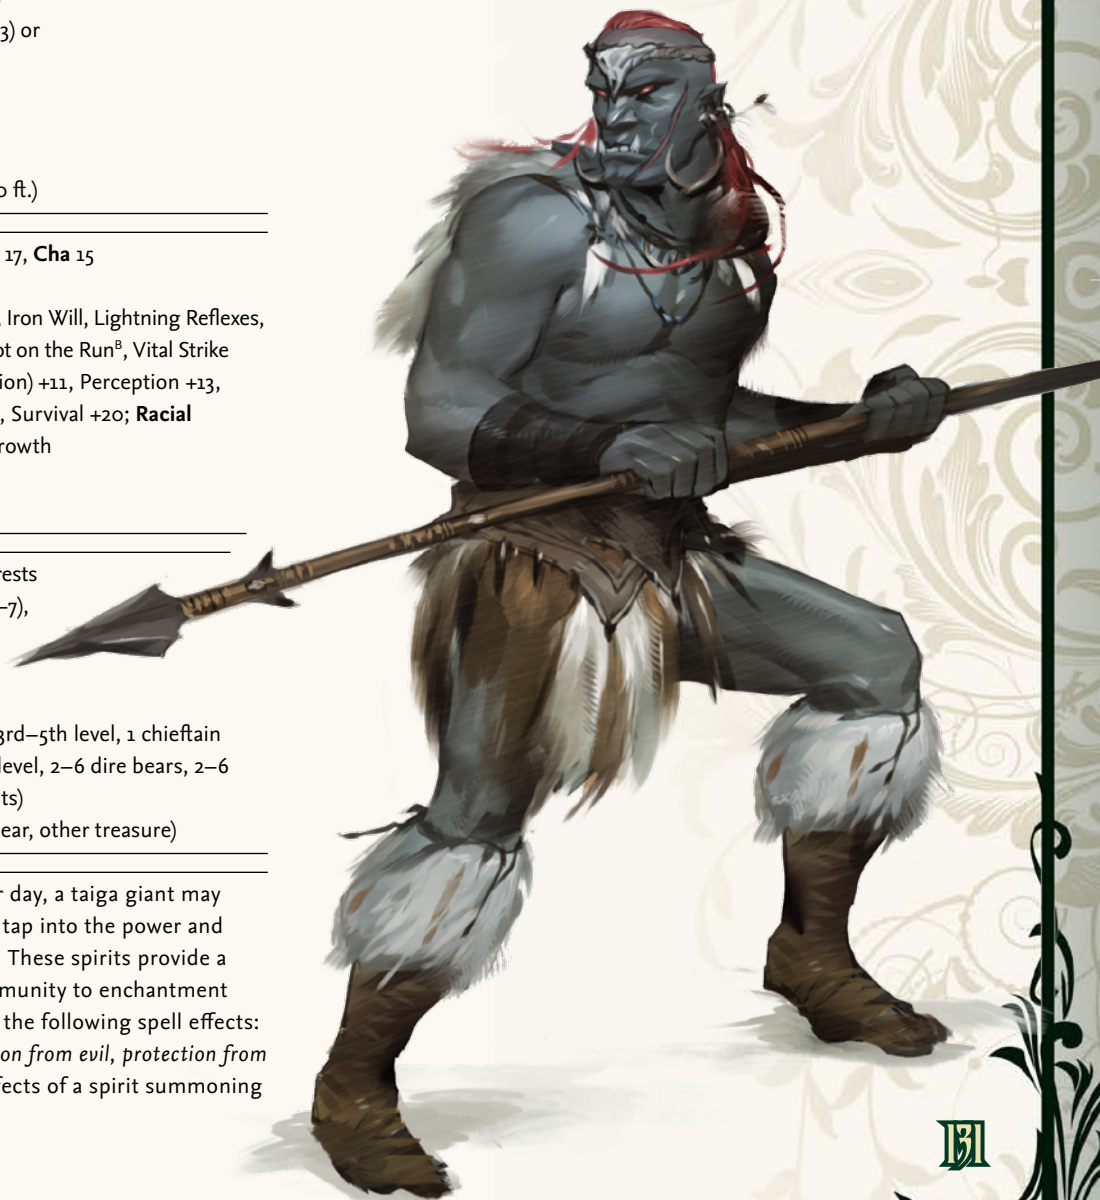 3) or
0 ft.)
17, Cha 15
, Iron Will, Lightning Reflexes,
ot on the Runᴮ, Vital Strike
ion) +11, Perception +13,
, Survival +20; Racial
rowth
rests
–7),
3rd–5th level, 1 chieftain
level, 2–6 dire bears, 2–6
ts)
ear, other treasure)
r day, a taiga giant may
tap into the power and
. These spirits provide a
munity to enchantment
the following spell effects:
on from evil, protection from
fects of a spirit summoning
131